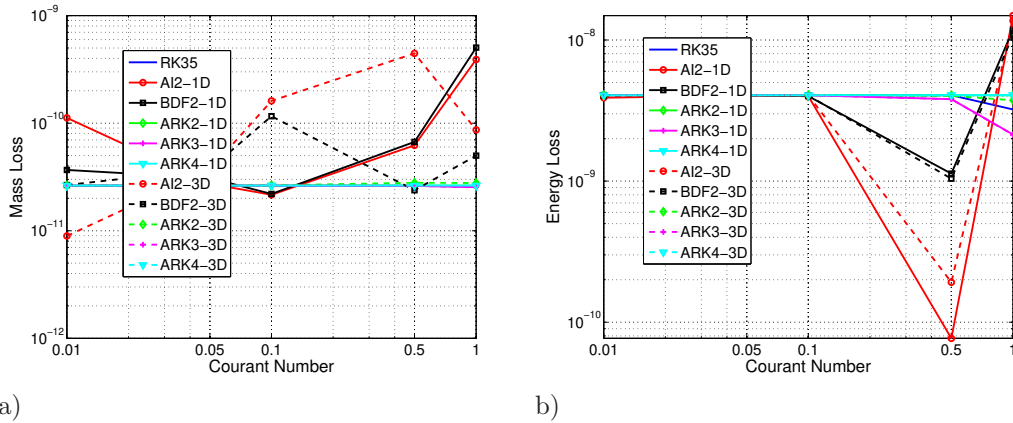 10^-9
10^-10
10^-11
10^-12
Mass Loss
RK35
AI2-1D
BDF2-1D
ARK2-1D
ARK3-1D
ARK4-1D
AI2-3D
BDF2-3D
ARK2-3D
ARK3-3D
ARK4-3D
0.01 0.05 0.1 0.5 1
Courant Number
a)
10^-8
10^-9
10^-10
Energy Loss
RK35
AI2-1D
BDF2-1D
ARK2-1D
ARK3-1D
ARK4-1D
AI2-3D
BDF2-3D
ARK2-3D
ARK3-3D
ARK4-3D
0.01 0.05 0.1 0.5 1
Courant Number
b)